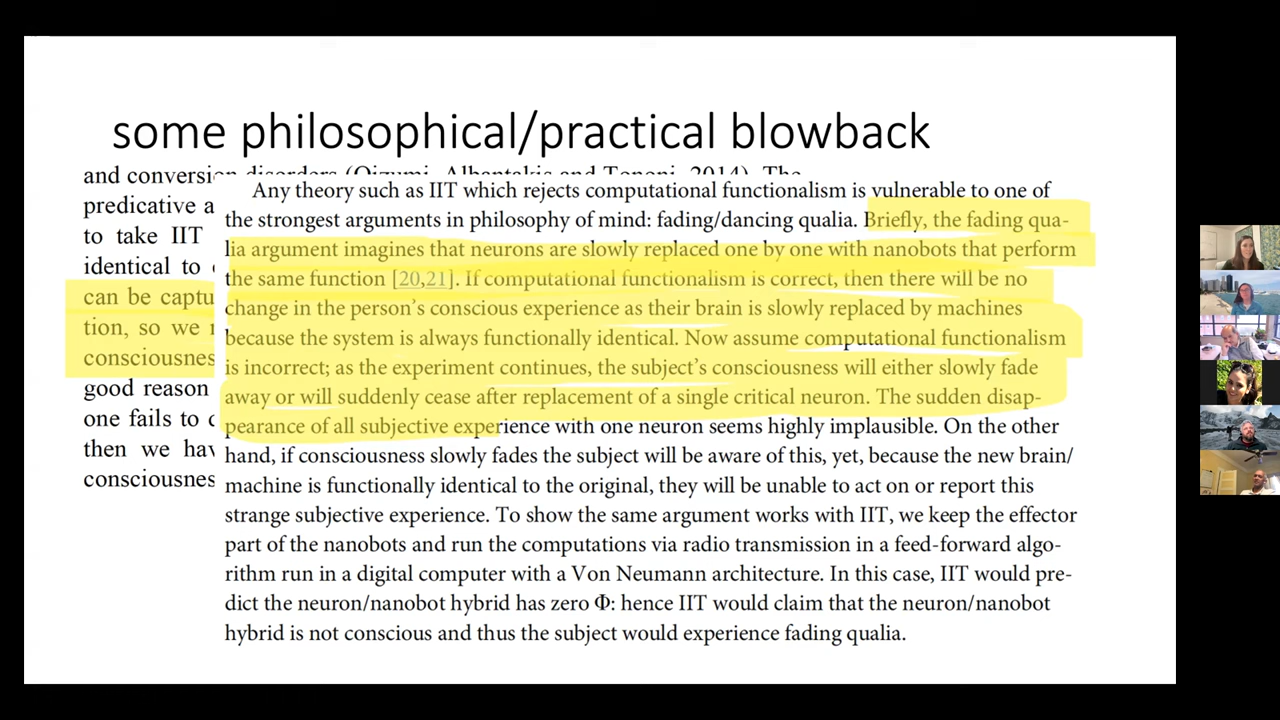 some philosophical/practical blowback
and conversion disorders (Oizumi, Albantakis and Tononi, 2014). The
predicative a
to take IIT
identical to
can be captu
tion, so we
consciousnes
good reason
one fails to
then we hav
consciousnes
Any theory such as IIT which rejects computational functionalism is vulnerable to one of
the strongest arguments in philosophy of mind: fading/dancing qualia. Briefly, the fading qua-
lia argument imagines that neurons are slowly replaced one by one with nanobots that perform
the same function [20,21]. If computational functionalism is correct, then there will be no
change in the person's conscious experience as their brain is slowly replaced by machines
because the system is always functionally identical. Now assume computational functionalism
is incorrect; as the experiment continues, the subject's consciousness will either slowly fade
away or will suddenly cease after replacement of a single critical neuron. The sudden disap-
pearance of all subjective experience with one neuron seems highly implausible. On the other
hand, if consciousness slowly fades the subject will be aware of this, yet, because the new brain/
machine is functionally identical to the original, they will be unable to act on or report this
strange subjective experience. To show the same argument works with IIT, we keep the effector
part of the nanobots and run the computations via radio transmission in a feed-forward algo-
rithm run in a digital computer with a Von Neumann architecture. In this case, IIT would pre-
dict the neuron/nanobot hybrid has zero Φ: hence IIT would claim that the neuron/nanobot
hybrid is not conscious and thus the subject would experience fading qualia.